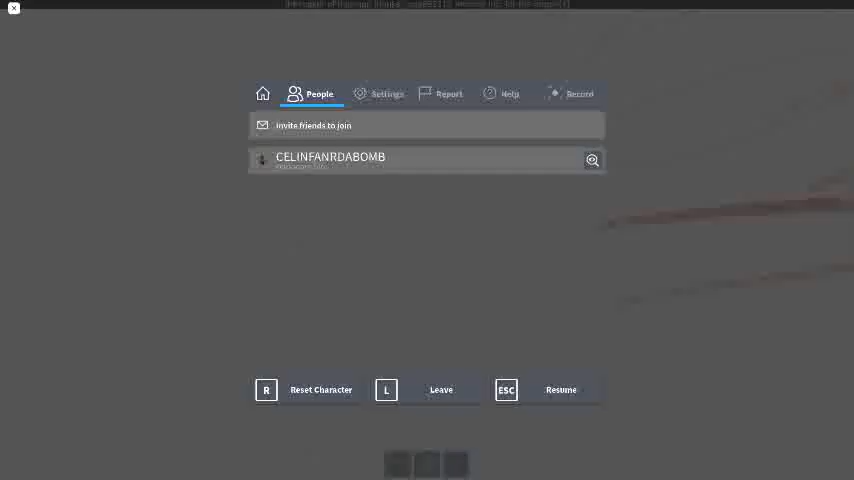 People
Settings
Report
Help
Record
Invite friends to join
CELINFANRDABOMB
R
Reset Character
L
Leave
ESC
Resume